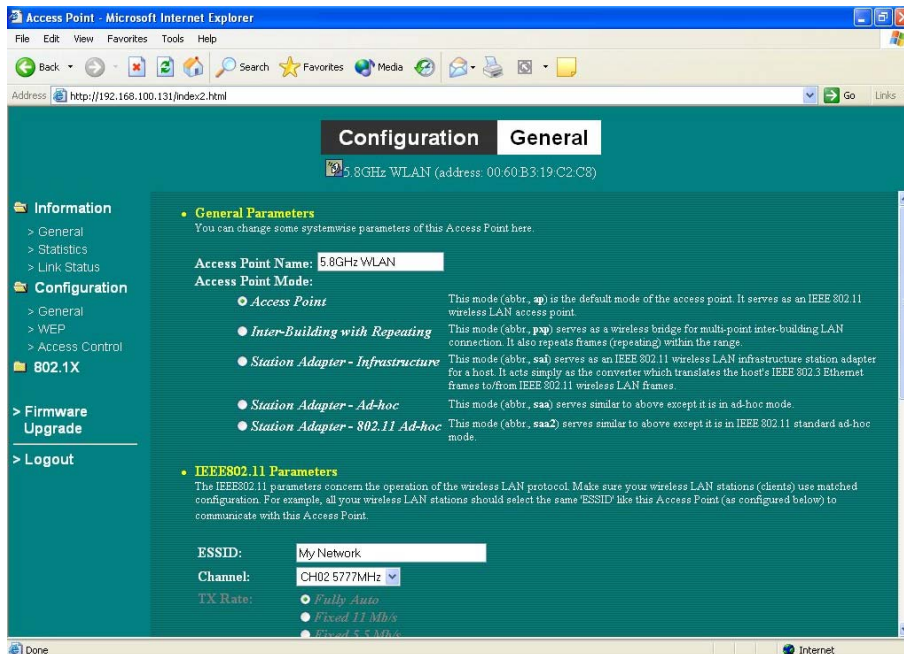 Access Point - Microsoft Internet Explorer
File Edit View Favorites Tools Help
Back Search Favorites Media
Address http://192.168.100.131/index2.html Go Links
Configuration General
5.8GHz WLAN (address: 00:60:B3:19:C2:C8)
Information
> General
> Statistics
> Link Status
Configuration
> General
> WEP
> Access Control
802.1X
> Firmware
Upgrade
> Logout
General Parameters
You can change some systemwise parameters of this Access Point here.
Access Point Name: 5.8GHz WLAN
Access Point Mode:
Access Point
This mode (abbr., ap) is the default mode of the access point. It serves as an IEEE 802.11
wireless LAN access point.
Inter-Building with Repeating
This mode (abbr., pxp) serves as a wireless bridge for multi-point inter-building LAN
connection. It also repeats frames (repeating) within the range.
Station Adapter - Infrastructure
This mode (abbr., sai) serves as an IEEE 802.11 wireless LAN infrastructure station adapter
for a host. It acts simply as the converter which translates the host's IEEE 802.3 Ethernet
frames to/from IEEE 802.11 wireless LAN frames.
Station Adapter - Ad-hoc
This mode (abbr., saa) serves similar to above except it is in ad-hoc mode.
Station Adapter - 802.11 Ad-hoc
This mode (abbr., saa2) serves similar to above except it is in IEEE 802.11 standard ad-hoc
mode.
IEEE802.11 Parameters
The IEEE802.11 parameters concern the operation of the wireless LAN protocol. Make sure your wireless LAN stations (clients) use matched
configuration. For example, all your wireless LAN stations should select the same 'ESSID' like this Access Point (as configured below) to
communicate with this Access Point.
ESSID: My Network
Channel: CH02 5777MHz
TX Rate: Fully Auto
Fixed 11 Mb/s
Fixed 5.5 Mb/s
Done Internet